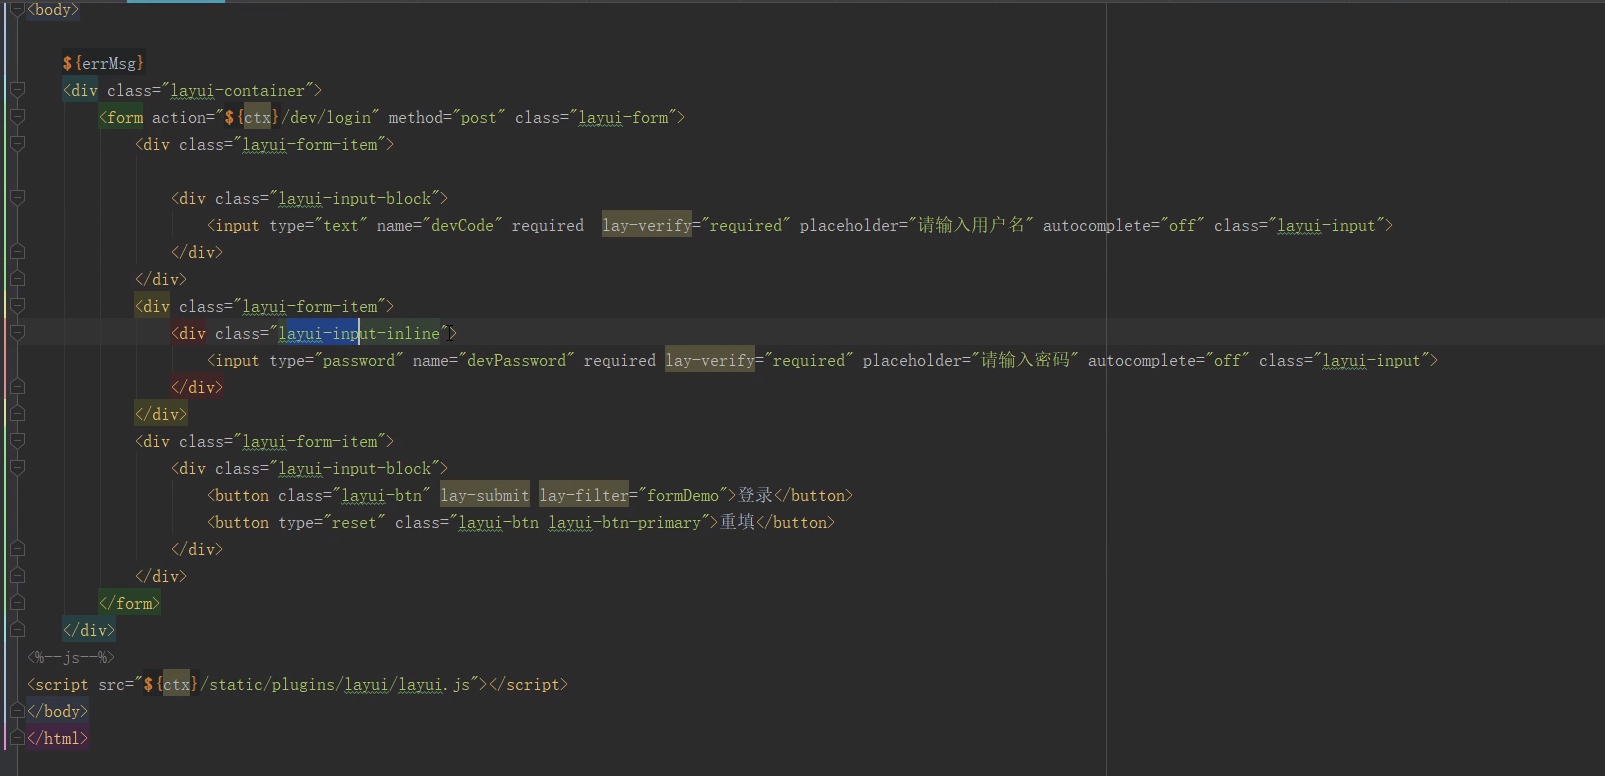 <body>
${errMsg}
<div class="layui-container">
<form action="${ctx}/dev/login" method="post" class="layui-form">
<div class="layui-form-item">
<div class="layui-input-block">
<input type="text" name="devCode" required  lay-verify="required" placeholder="请输入用户名" autocomplete="off" class="layui-input">
</div>
</div>
<div class="layui-form-item">
<div class="layui-input-inline">
<input type="password" name="devPassword" required lay-verify="required" placeholder="请输入密码" autocomplete="off" class="layui-input">
</div>
</div>
<div class="layui-form-item">
<div class="layui-input-block">
<button class="layui-btn" lay-submit lay-filter="formDemo">登录</button>
<button type="reset" class="layui-btn layui-btn-primary">重填</button>
</div>
</div>
</form>
</div>
<%--js--%>
<script src="${ctx}/static/plugins/layui/layui.js"></script>
</body>
</html>